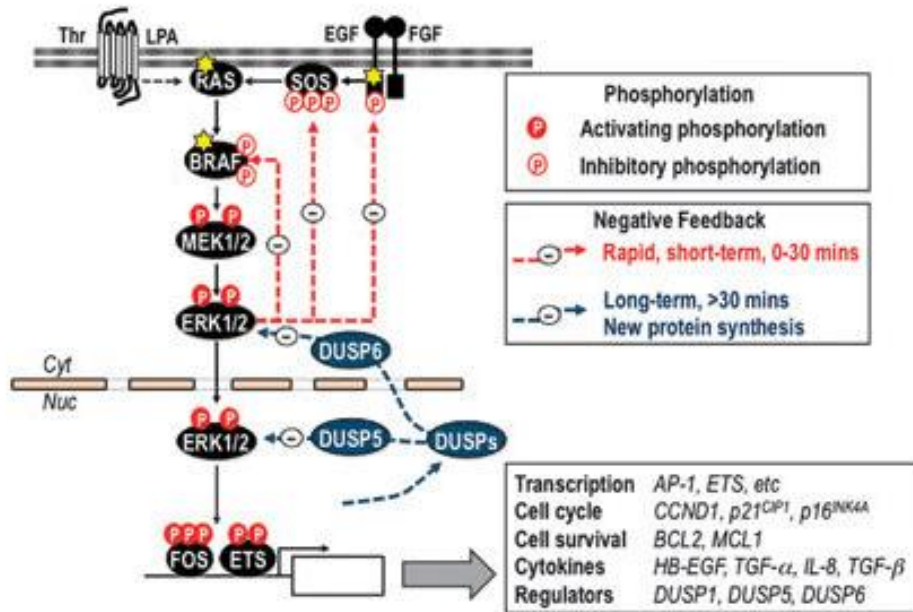 Thr LPA EGF FGF
RAS SOS
P P P P
BRAF P
P
P P
MEK1/2
P P
ERK1/2
DUSP6
Cyt
Nuc
P P
ERK1/2 DUSP5 DUSPs
P P P P P
FOS ETS
Phosphorylation
P Activating phosphorylation
P Inhibitory phosphorylation
Negative Feedback
Rapid, short-term, 0-30 mins
Long-term, >30 mins
New protein synthesis
Transcription AP-1, ETS, etc
Cell cycle CCND1, p21CIP1, p16INK4A
Cell survival BCL2, MCL1
Cytokines HB-EGF, TGF-α, IL-8, TGF-β
Regulators DUSP1, DUSP5, DUSP6